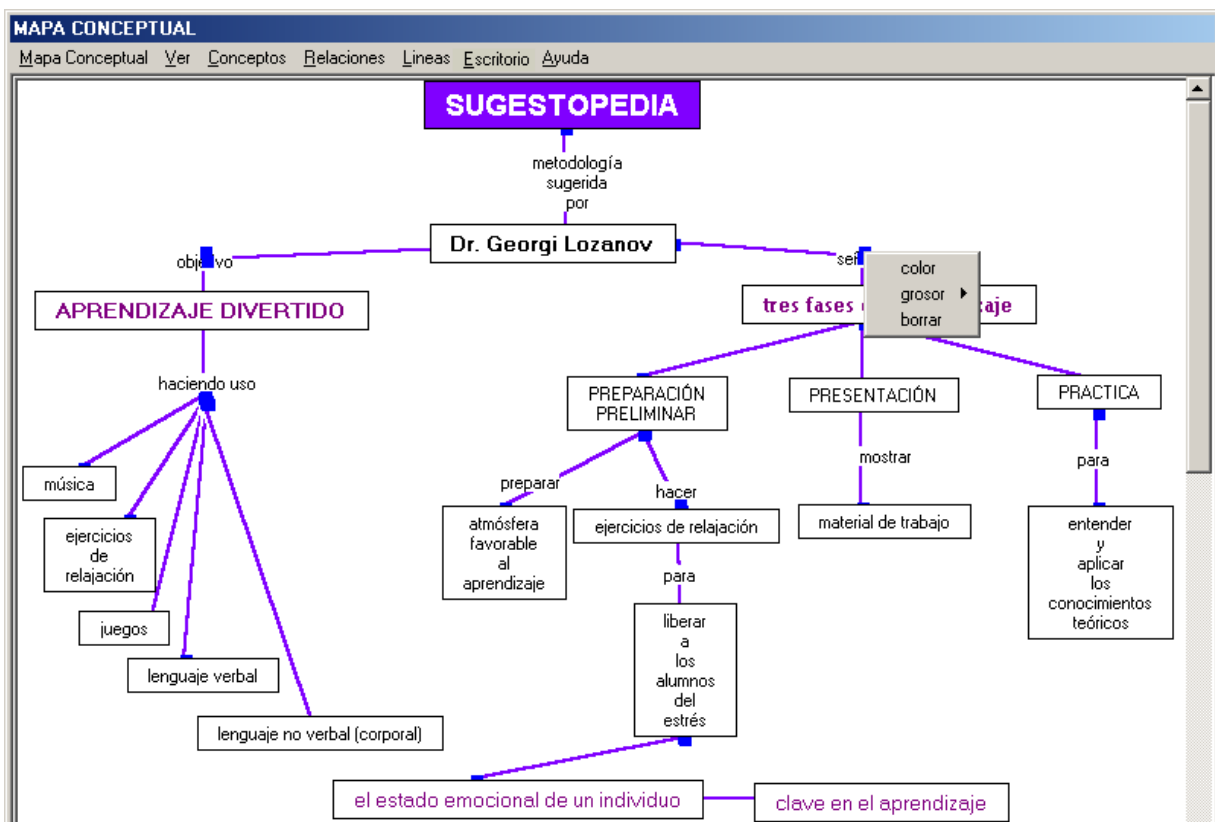 MAPA CONCEPTUAL
Mapa Conceptual Ver Conceptos Relaciones Lineas Escritorio Ayuda
SUGESTOPEDIA
metodología
sugerida
por
Dr. Georgi Lozanov
objetivo
APRENDIZAJE DIVERTIDO
haciendo uso
música
ejercicios
de
relajación
juegos
lenguaje verbal
lenguaje no verbal (corporal)
color
grosor
borrar
tres fases
PREPARACIÓN
PRELIMINAR
preparar
atmósfera
favorable
al
aprendizaje
hacer
ejercicios de relajación
para
liberar
a
los
alumnos
del
estrés
el estado emocional de un individuo
clave en el aprendizaje
PRESENTACIÓN
mostrar
material de trabajo
PRACTICA
para
entender
y
aplicar
los
conocimientos
teóricos